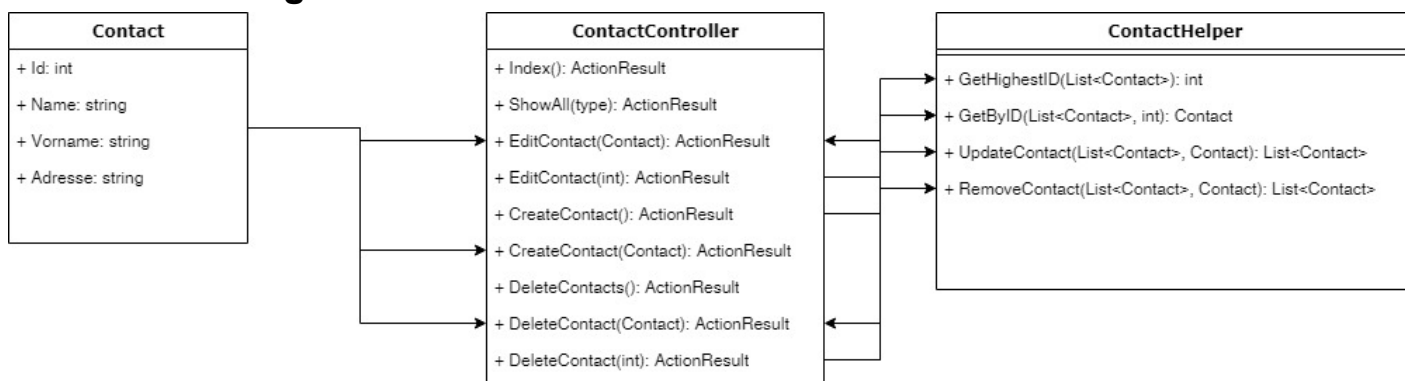 Contact
+ Id: int
+ Name: string
+ Vorname: string
+ Adresse: string
ContactController
+ Index(): ActionResult
+ ShowAll(type): ActionResult
+ EditContact(Contact): ActionResult
+ EditContact(int): ActionResult
+ CreateContact(): ActionResult
+ CreateContact(Contact): ActionResult
+ DeleteContacts(): ActionResult
+ DeleteContact(Contact): ActionResult
+ DeleteContact(int): ActionResult
ContactHelper
+ GetHighestID(List<Contact>): int
+ GetByID(List<Contact>, int): Contact
+ UpdateContact(List<Contact>, Contact): List<Contact>
+ RemoveContact(List<Contact>, Contact): List<Contact>